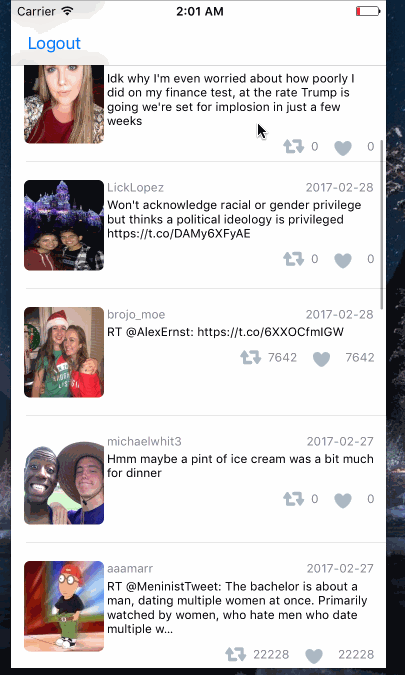 Carrier 2:01 AM
Logout
Idk why I'm even worried about how poorly I
did on my finance test, at the rate Trump is
going we're set for implosion in just a few
weeks
0 0
LickLopez 2017-02-28
Won't acknowledge racial or gender privilege
but thinks a political ideology is privileged
https://t.co/DAMy6XFyAE
0 0
brojo_moe 2017-02-28
RT @AlexErnst: https://t.co/6XXOCfmIGW
7642 7642
michaelwhit3 2017-02-27
Hmm maybe a pint of ice cream was a bit much
for dinner
0 0
aaamarr 2017-02-27
RT @MeninistTweet: The bachelor is about a
man, dating multiple women at once. Primarily
watched by women, who hate men who date
multiple w...
22228 22228